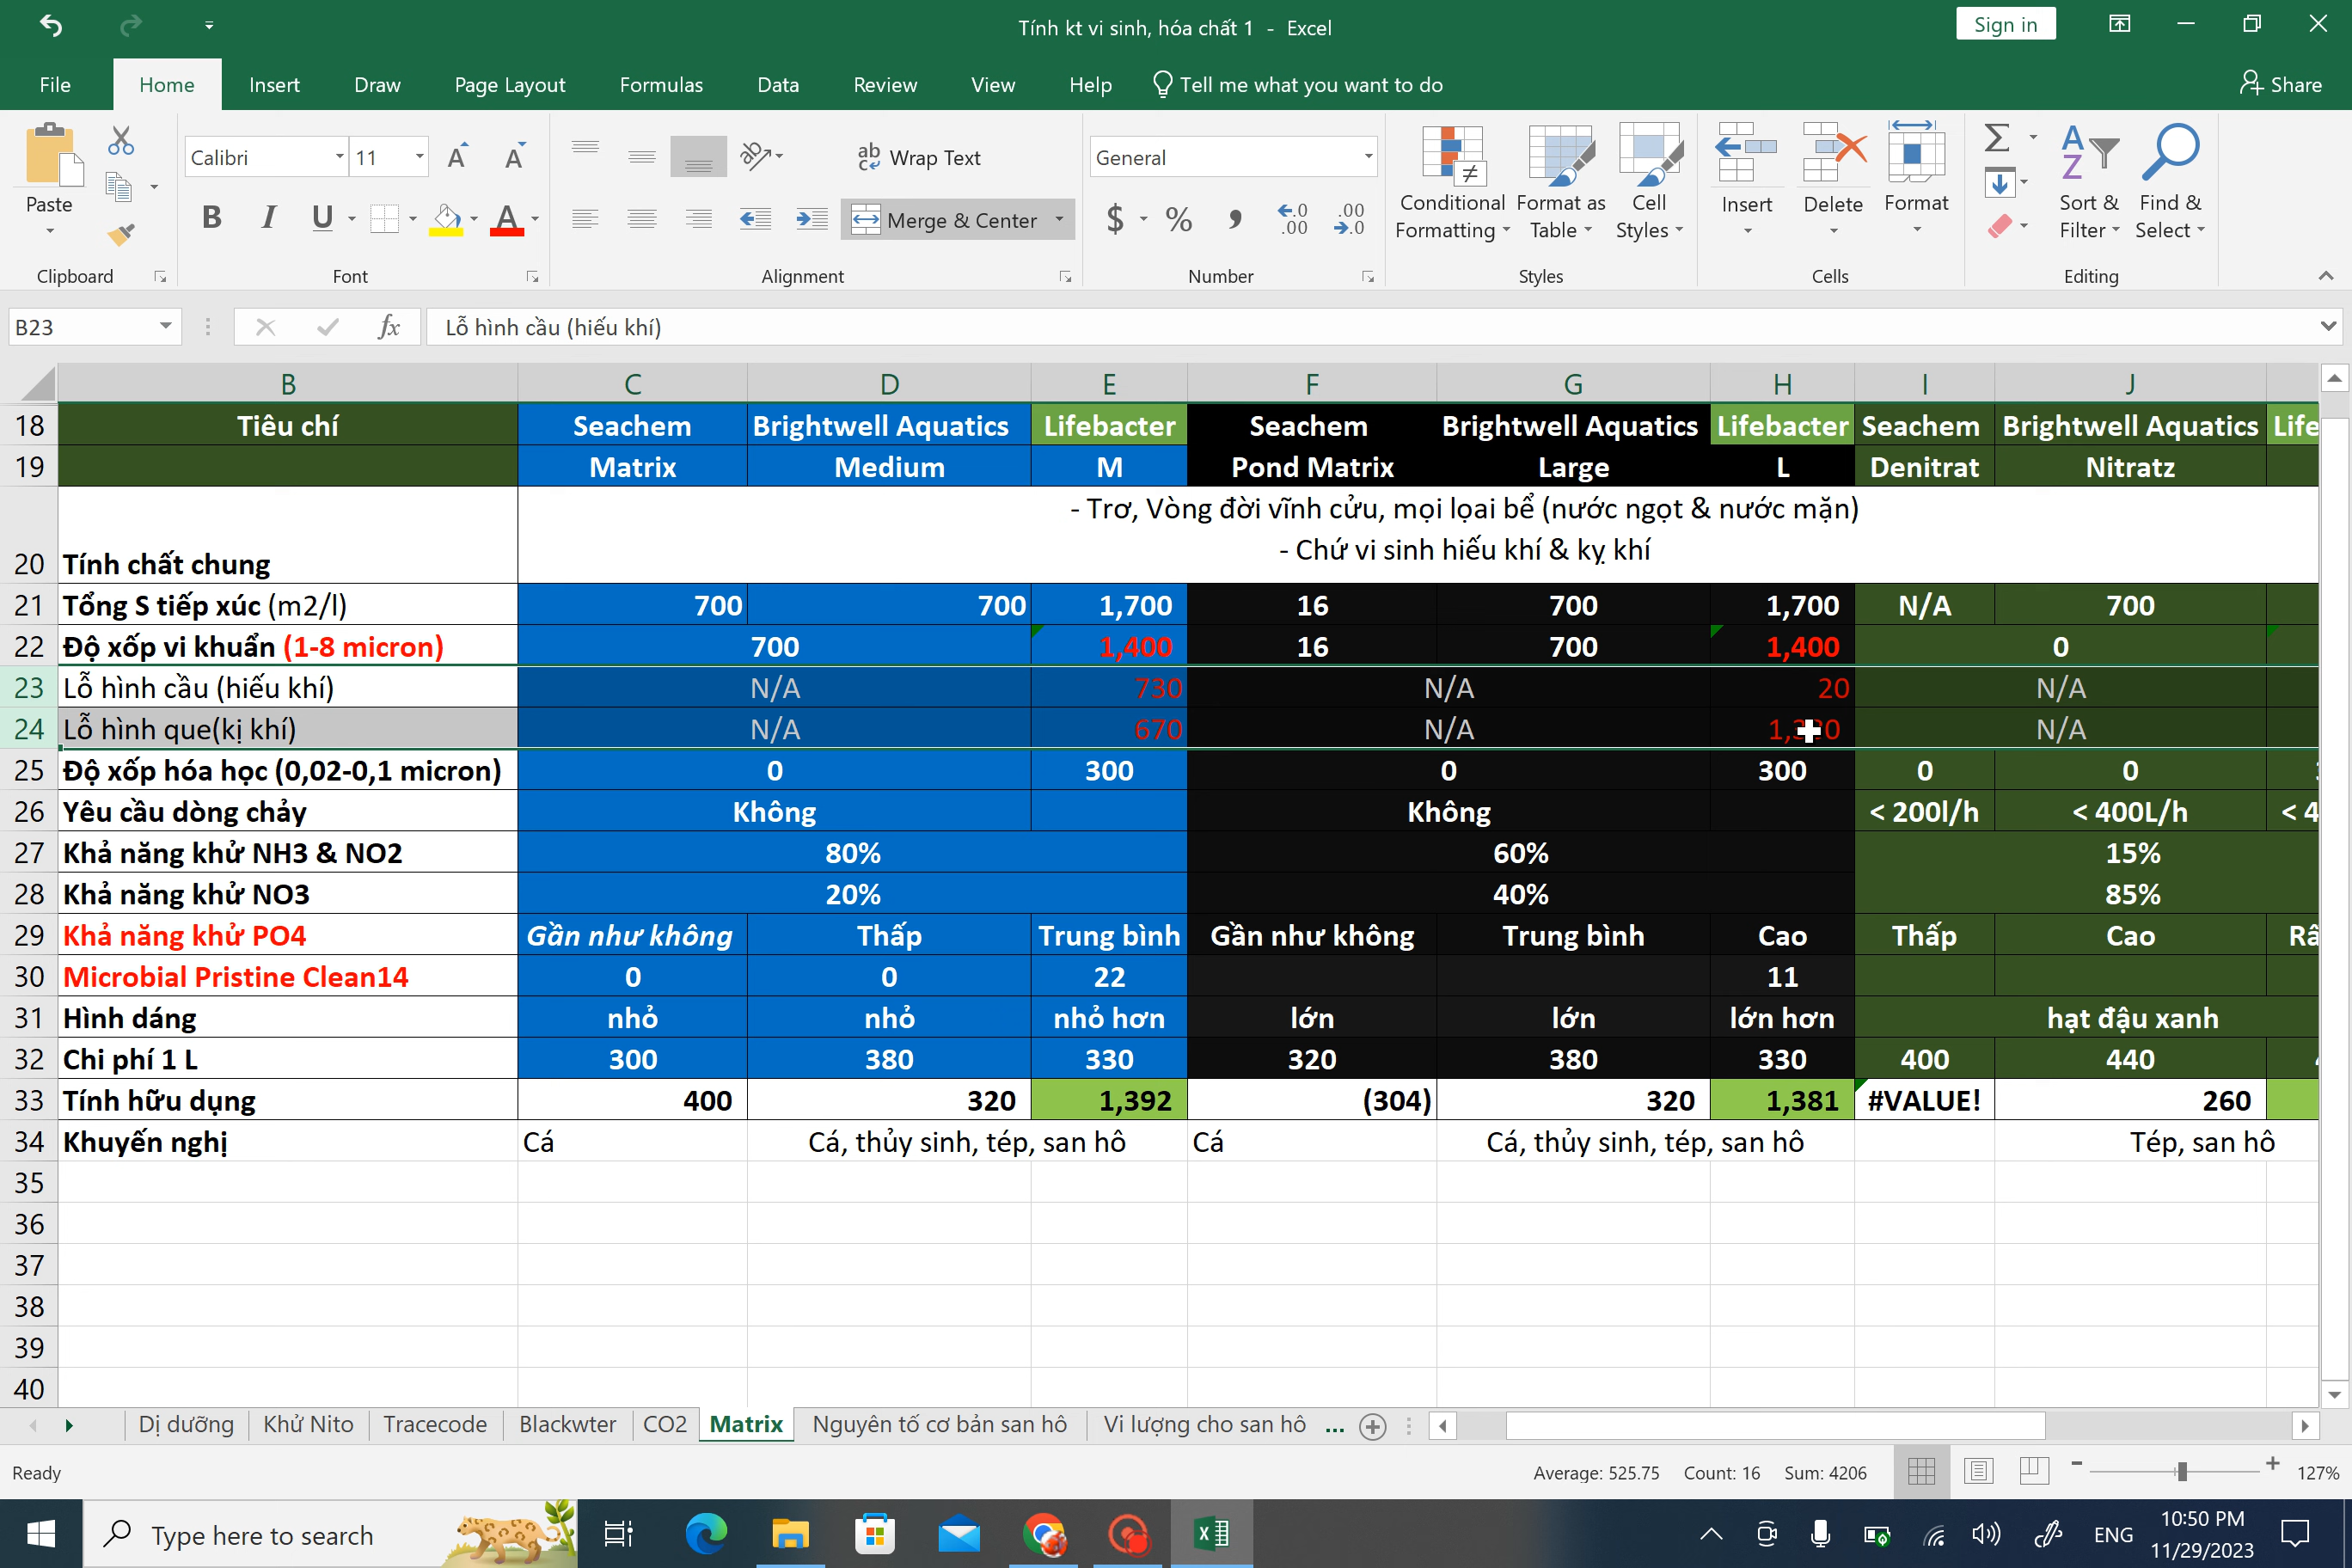 Tính kt vi sinh, hóa chất 1 - Excel
Sign in
File Home Insert Draw Page Layout Formulas Data Review View Help Tell me what you want to do Share
Paste
Clipboard
Calibri 11
A A
B I U A
Font
ab Wrap Text
Merge & Center
Alignment
General
$ % , .0 .00 .00 .0
Number
Conditional Formatting
Format as Table
Cell Styles
Styles
Insert Delete Format
Cells
Sort & Filter
Find & Select
Editing
B23 fx Lỗ hình cầu (hiếu khí)
B C D E F G H I J
18 Tiêu chí Seachem Brightwell Aquatics Lifebacter Seachem Brightwell Aquatics Lifebacter Seachem Brightwell Aquatics Life
19 Matrix Medium M Pond Matrix Large L Denitrat Nitratz
- Trơ, Vòng đời vĩnh cửu, mọi lọai bể (nước ngọt & nước mặn)
- Chứ vi sinh hiếu khí & kỵ khí
20 Tính chất chung
21 Tổng S tiếp xúc (m2/l) 700 700 1,700 16 700 1,700 N/A 700
22 Độ xốp vi khuẩn (1-8 micron) 700 1,400 16 700 1,400 0
23 Lỗ hình cầu (hiếu khí) N/A 730 N/A 20 N/A
24 Lỗ hình que(kị khí) N/A 670 N/A N/A
25 Độ xốp hóa học (0,02-0,1 micron) 0 300 0 300 0 0
26 Yêu cầu dòng chảy Không Không < 200l/h < 400L/h < 4
27 Khả năng khử NH3 & NO2 80% 60% 15%
28 Khả năng khử NO3 20% 40% 85%
29 Khả năng khử PO4 Gần như không Thấp Trung bình Gần như không Trung bình Cao Thấp Cao Rấ
30 Microbial Pristine Clean14 0 0 22 11
31 Hình dáng nhỏ nhỏ nhỏ hơn lớn lớn lớn hơn hạt đậu xanh
32 Chi phí 1 L 300 380 330 320 380 330 400 440
33 Tính hữu dụng 400 320 1,392 (304) 320 1,381 #VALUE! 260
34 Khuyến nghị Cá Cá, thủy sinh, tép, san hô Cá Cá, thủy sinh, tép, san hô Tép, san hô
35
36
37
38
39
40
Dị dưỡng Khử Nito Tracecode Blackwter CO2 Matrix Nguyên tố cơ bản san hô Vi lượng cho san hô ...
Ready Average: 525.75 Count: 16 Sum: 4206 127%
Type here to search
ENG
10:50 PM
11/29/2023